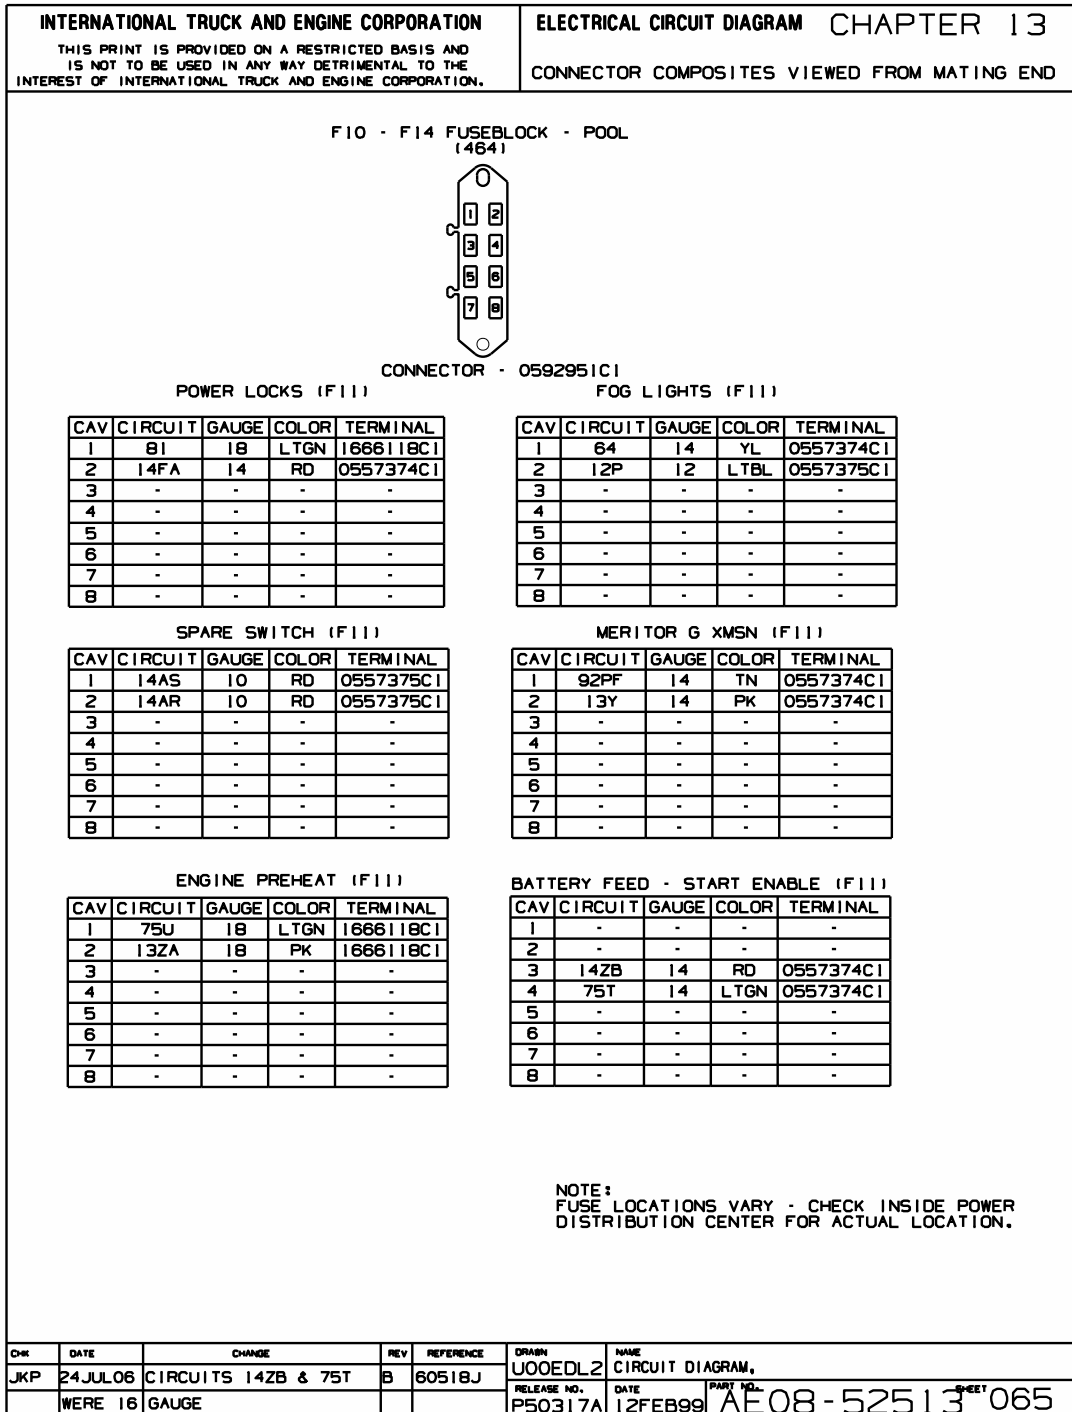 INTERNATIONAL TRUCK AND ENGINE CORPORATION
THIS PRINT IS PROVIDED ON A RESTRICTED BASIS AND
IS NOT TO BE USED IN ANY WAY DETRIMENTAL TO THE
INTEREST OF INTERNATIONAL TRUCK AND ENGINE CORPORATION.
ELECTRICAL CIRCUIT DIAGRAM CHAPTER 13
CONNECTOR COMPOSITES VIEWED FROM MATING END
F10 - F14 FUSEBLOCK - POOL
(464)
1 2
3 4
5 6
7 8
CONNECTOR - 0592951C1
POWER LOCKS (F11)
CAV CIRCUIT GAUGE COLOR TERMINAL
1 81 18 LTGN 1666118C1
2 14FA 14 RD 0557374C1
3 - - - -
4 - - - -
5 - - - -
6 - - - -
7 - - - -
8 - - - -
FOG LIGHTS (F11)
CAV CIRCUIT GAUGE COLOR TERMINAL
1 64 14 YL 0557374C1
2 12P 12 LTBL 0557375C1
3 - - - -
4 - - - -
5 - - - -
6 - - - -
7 - - - -
8 - - - -
SPARE SWITCH (F11)
CAV CIRCUIT GAUGE COLOR TERMINAL
1 14AS 10 RD 0557375C1
2 14AR 10 RD 0557375C1
3 - - - -
4 - - - -
5 - - - -
6 - - - -
7 - - - -
8 - - - -
MERITOR G XMSN (F11)
CAV CIRCUIT GAUGE COLOR TERMINAL
1 92PF 14 TN 0557374C1
2 13Y 14 PK 0557374C1
3 - - - -
4 - - - -
5 - - - -
6 - - - -
7 - - - -
8 - - - -
ENGINE PREHEAT (F11)
CAV CIRCUIT GAUGE COLOR TERMINAL
1 75U 18 LTGN 1666118C1
2 13ZA 18 PK 1666118C1
3 - - - -
4 - - - -
5 - - - -
6 - - - -
7 - - - -
8 - - - -
BATTERY FEED - START ENABLE (F11)
CAV CIRCUIT GAUGE COLOR TERMINAL
1 - - - -
2 - - - -
3 14ZB 14 RD 0557374C1
4 75T 14 LTGN 0557374C1
5 - - - -
6 - - - -
7 - - - -
8 - - - -
NOTE:
FUSE LOCATIONS VARY - CHECK INSIDE POWER
DISTRIBUTION CENTER FOR ACTUAL LOCATION.
CHK DATE CHANGE REV REFERENCE
JKP 24JUL06 CIRCUITS 14ZB & 75T B 60518J
WERE 16 GAUGE
DRAWN
U00EDL2
NAME
CIRCUIT DIAGRAM,
RELEASE NO.
P50317A
DATE
12FEB99
PART NO.
AE08-52513
SHEET
065